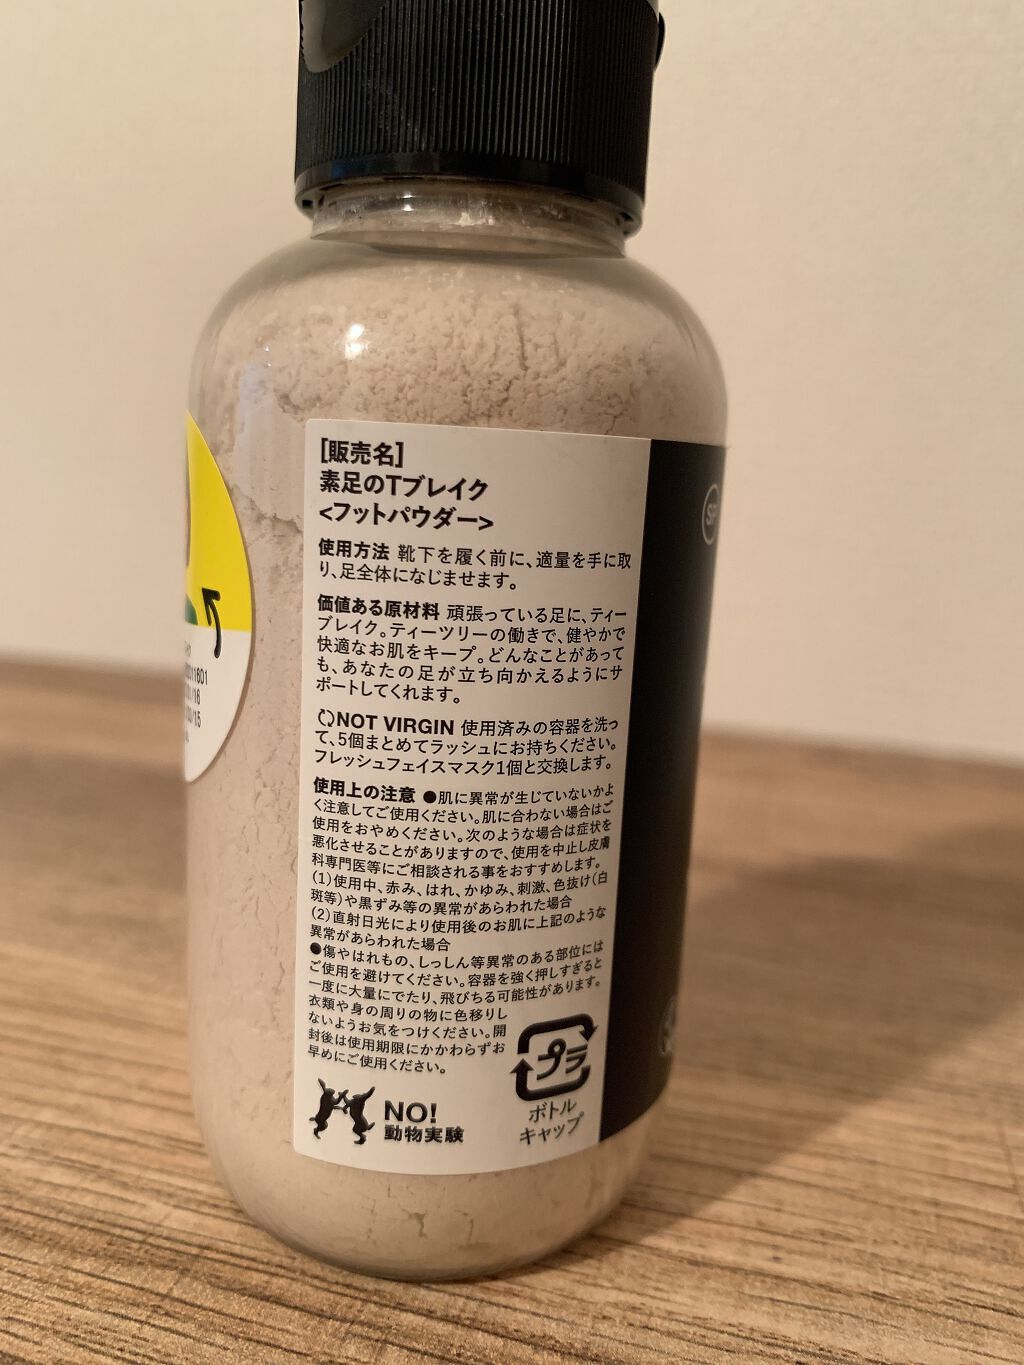 [販売名]
素足のTブレイク
<フットパウダー>
使用方法 靴下を履く前に、適量を手に取
り、足全体になじませます。
価値ある原材料 頑張っている足に、ティー
ブレイク。ティーツリーの働きで、健やかで
快適なお肌をキープ。どんなことがあって
も、あなたの足が立ち向かえるようにサ
ポートしてくれます。
NOT VIRGIN 使用済みの容器を洗っ
て、5個まとめてラッシュにお持ちください。
フレッシュフェイスマスク1個と交換します。
使用上の注意 ●肌に異常が生じていないかよ
く注意してご使用ください。肌に合わない場合はご
使用をおやめください。次のような場合は症状を
悪化させることがありますので、使用を中止し皮膚
科専門医等にご相談される事をおすすめします。
(1)使用中、赤み、はれ、かゆみ、刺激、色抜け(白
斑等)や黒ずみ等の異常があらわれた場合
(2)直射日光により使用後のお肌に上記のような
異常があらわれた場合
●傷やはれもの、しっしん等異常のある部位には
ご使用を避けてください。容器を強く押しすぎると
一度に大量にでたり、飛びちる可能性があります。
衣類や身の周りの物に色移りし
ないようお気をつけください。開
封後は使用期限にかかわらずお
早めにご使用ください。
NO!
動物実験
プラ
ボトル
キャップ